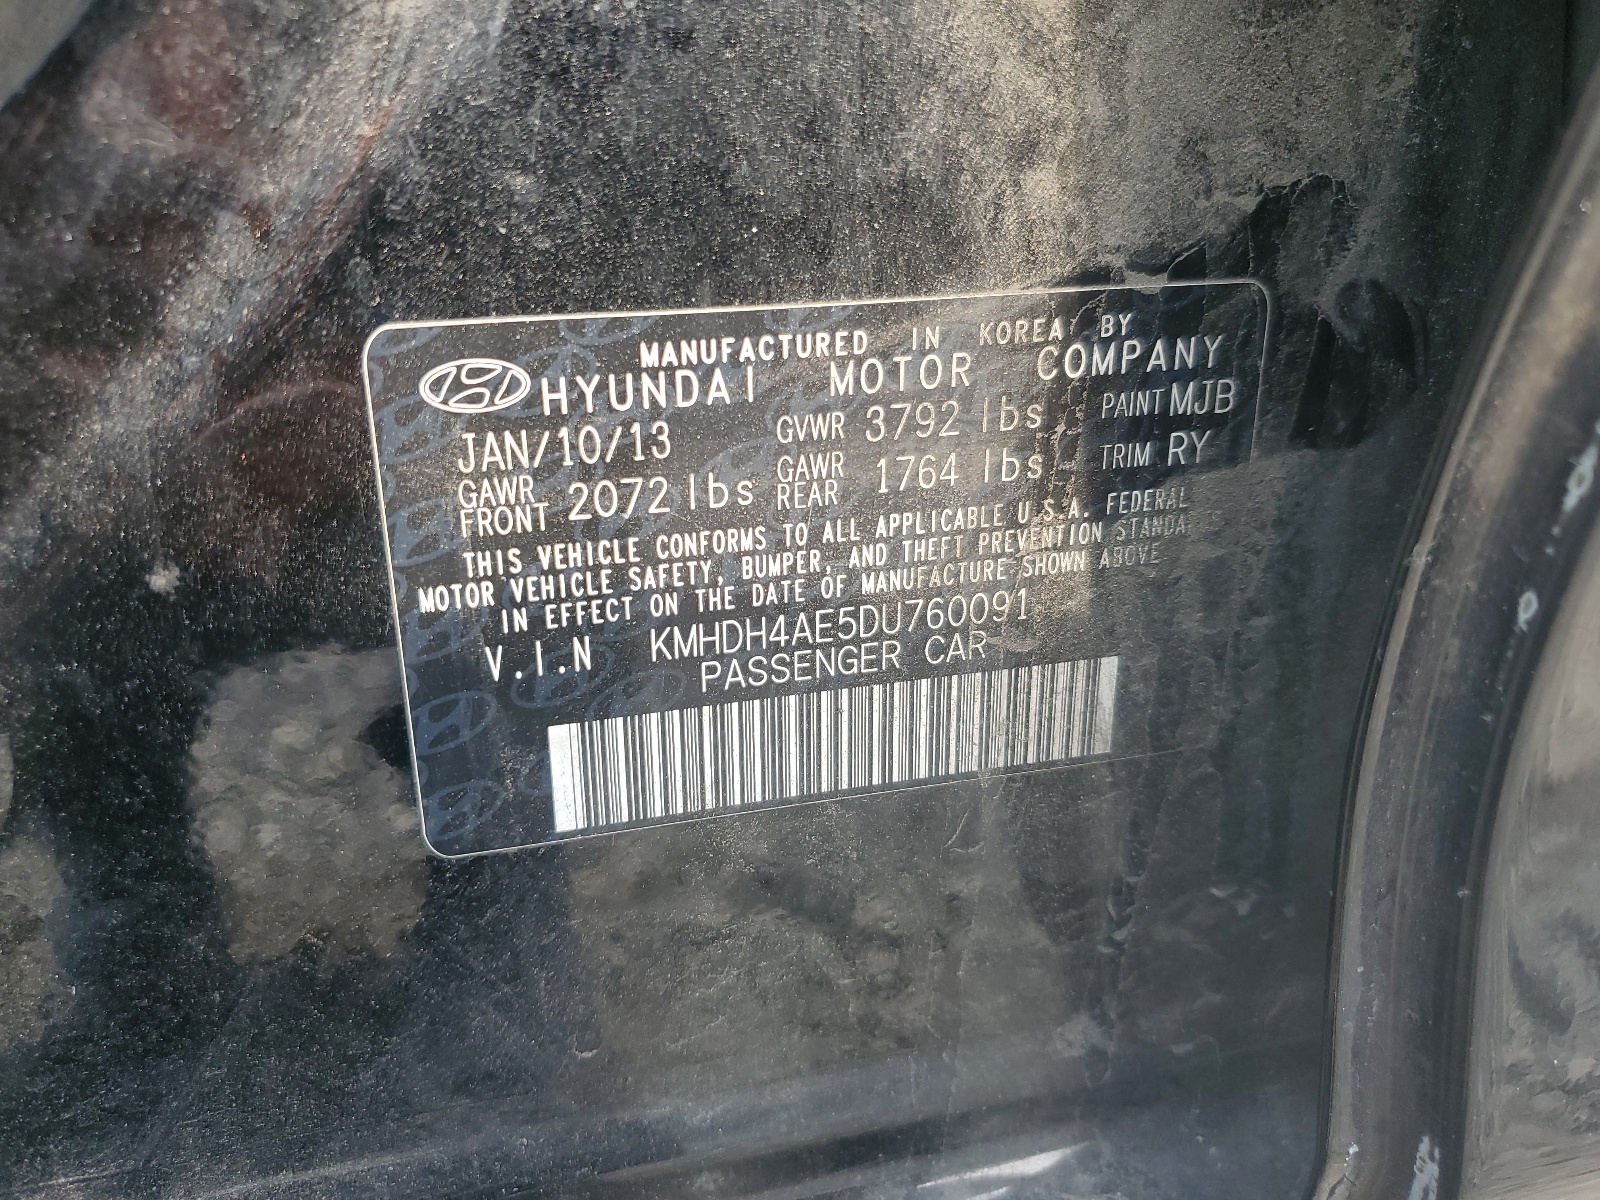 MANUFACTURED IN KOREA BY
HYUNDAI MOTOR COMPANY
JAN/10/13 GVWR 3792 lbs PAINT MJB
GAWR FRONT 2072 lbs GAWR REAR 1764 lbs TRIM RY
THIS VEHICLE CONFORMS TO ALL APPLICABLE U.S.A. FEDERAL
MOTOR VEHICLE SAFETY, BUMPER, AND THEFT PREVENTION STANDA
IN EFFECT ON THE DATE OF MANUFACTURE SHOWN ABOVE
V.I.N KMHDH4AE5DU760091
PASSENGER CAR